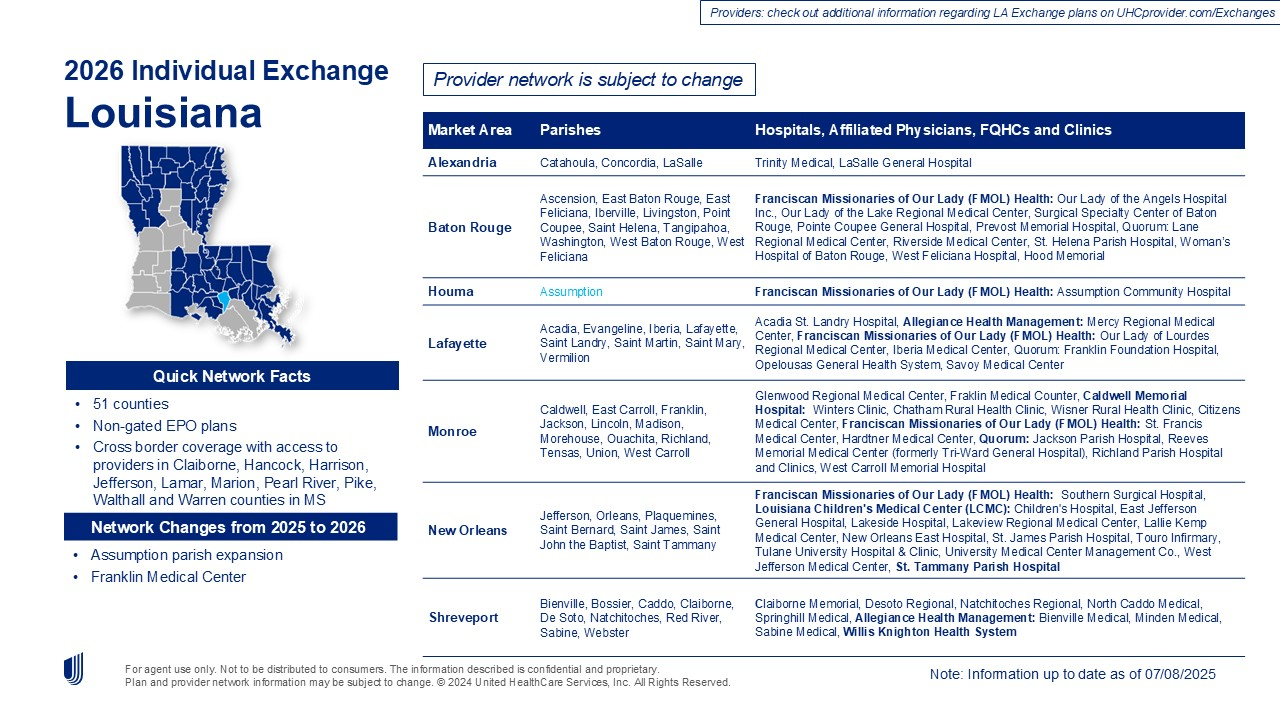 Providers: check out additional information regarding LA Exchange plans on UHCprovider.com/Exchanges
2026 Individual Exchange
Louisiana
Provider network is subject to change
Market Area Parishes Hospitals, Affiliated Physicians, FQHCs and Clinics
Alexandria Catahoula, Concordia, LaSalle Trinity Medical, LaSalle General Hospital
Baton Rouge
Ascension, East Baton Rouge, East
Feliciana, Iberville, Livingston, Point
Coupee, Saint Helena, Tangipahoa,
Washington, West Baton Rouge, West
Feliciana
Franciscan Missionaries of Our Lady (FMOL) Health: Our Lady of the Angels Hospital
Inc., Our Lady of the Lake Regional Medical Center, Surgical Specialty Center of Baton
Rouge, Pointe Coupee General Hospital, Prevost Memorial Hospital, Quorum: Lane
Regional Medical Center, Riverside Medical Center, St. Helena Parish Hospital, Woman's
Hospital of Baton Rouge, West Feliciana Hospital, Hood Memorial
Houma Assumption Franciscan Missionaries of Our Lady (FMOL) Health: Assumption Community Hospital
Lafayette
Acadia, Evangeline, Iberia, Lafayette,
Saint Landry, Saint Martin, Saint Mary,
Vermilion
Acadia St. Landry Hospital, Allegiance Health Management: Mercy Regional Medical
Center, Franciscan Missionaries of Our Lady (FMOL) Health: Our Lady of Lourdes
Regional Medical Center, Iberia Medical Center, Quorum: Franklin Foundation Hospital,
Opelousas General Health System, Savoy Medical Center
Monroe
Caldwell, East Carroll, Franklin,
Jackson, Lincoln, Madison,
Morehouse, Ouachita, Richland,
Tensas, Union, West Carroll
Glenwood Regional Medical Center, Fraklin Medical Counter, Caldwell Memorial
Hospital: Winters Clinic, Chatham Rural Health Clinic, Wisner Rural Health Clinic, Citizens
Medical Center, Franciscan Missionaries of Our Lady (FMOL) Health: St. Francis
Medical Center, Hardtner Medical Center, Quorum: Jackson Parish Hospital, Reeves
Memorial Medical Center (formerly Tri-Ward General Hospital), Richland Parish Hospital
and Clinics, West Carroll Memorial Hospital
New Orleans
Jefferson, Orleans, Plaquemines,
Saint Bernard, Saint James, Saint
John the Baptist, Saint Tammany
Franciscan Missionaries of Our Lady (FMOL) Health: Southern Surgical Hospital,
Louisiana Children's Medical Center (LCMC): Children's Hospital, East Jefferson
General Hospital, Lakeside Hospital, Lakeview Regional Medical Center, Lallie Kemp
Medical Center, New Orleans East Hospital, St. James Parish Hospital, Touro Infirmary,
Tulane University Hospital & Clinic, University Medical Center Management Co., West
Jefferson Medical Center, St. Tammany Parish Hospital
Shreveport
Bienville, Bossier, Caddo, Claiborne,
De Soto, Natchitoches, Red River,
Sabine, Webster
Claiborne Memorial, Desoto Regional, Natchitoches Regional, North Caddo Medical,
Springhill Medical, Allegiance Health Management: Bienville Medical, Minden Medical,
Sabine Medical, Willis Knighton Health System
Quick Network Facts
• 51 counties
• Non-gated EPO plans
• Cross border coverage with access to
providers in Claiborne, Hancock, Harrison,
Jefferson, Lamar, Marion, Pearl River, Pike,
Walthall and Warren counties in MS
Network Changes from 2025 to 2026
• Assumption parish expansion
• Franklin Medical Center
For agent use only. Not to be distributed to consumers. The information described is confidential and proprietary.
Plan and provider network information may be subject to change. © 2024 United HealthCare Services, Inc. All Rights Reserved.
Note: Information up to date as of 07/08/2025